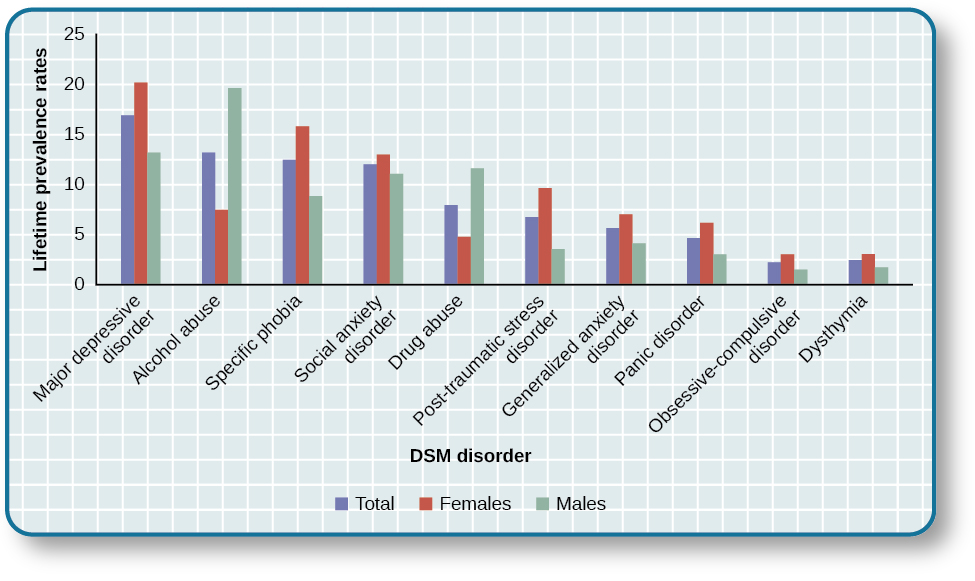 Lifetime prevalence rates
25
20
15
10
5
0
Major depressive
disorder
Alcohol abuse
Specific phobia
Social anxiety
disorder
Drug abuse
Post-traumatic stress
disorder
Generalized anxiety
disorder
Panic disorder
Obsessive-compulsive
disorder
Dysthymia
DSM disorder
Total
Females
Males